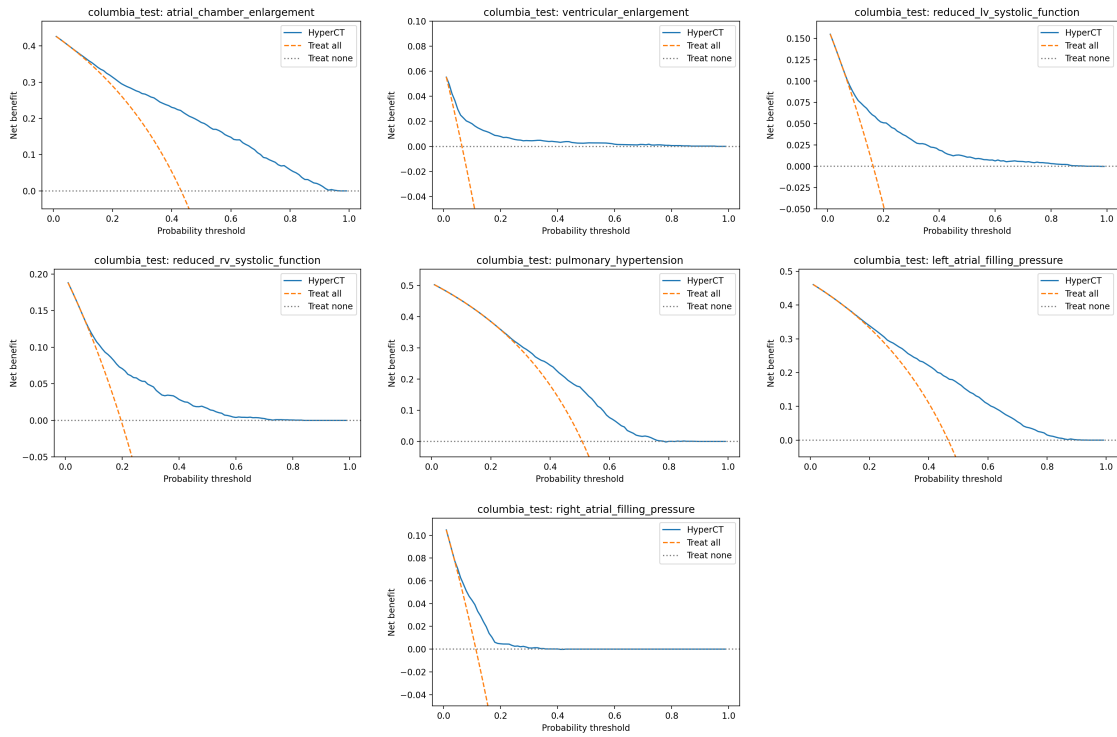 columbia_test: atrial_chamber_enlargement
HyperCT
Treat all
Treat none
Net benefit
0.4
0.3
0.2
0.1
0.0
0.0 0.2 0.4 0.6 0.8 1.0
Probability threshold
columbia_test: ventricular_enlargement
HyperCT
Treat all
Treat none
Net benefit
0.10
0.08
0.06
0.04
0.02
0.00
−0.02
−0.04
0.0 0.2 0.4 0.6 0.8 1.0
Probability threshold
columbia_test: reduced_lv_systolic_function
HyperCT
Treat all
Treat none
Net benefit
0.150
0.125
0.100
0.075
0.050
0.025
0.000
−0.025
−0.050
0.0 0.2 0.4 0.6 0.8 1.0
Probability threshold
columbia_test: reduced_rv_systolic_function
HyperCT
Treat all
Treat none
Net benefit
0.20
0.15
0.10
0.05
0.00
−0.05
0.0 0.2 0.4 0.6 0.8 1.0
Probability threshold
columbia_test: pulmonary_hypertension
HyperCT
Treat all
Treat none
Net benefit
0.5
0.4
0.3
0.2
0.1
0.0
0.0 0.2 0.4 0.6 0.8 1.0
Probability threshold
columbia_test: left_atrial_filling_pressure
HyperCT
Treat all
Treat none
Net benefit
0.5
0.4
0.3
0.2
0.1
0.0
0.0 0.2 0.4 0.6 0.8 1.0
Probability threshold
columbia_test: right_atrial_filling_pressure
HyperCT
Treat all
Treat none
Net benefit
0.10
0.08
0.06
0.04
0.02
0.00
−0.02
−0.04
0.0 0.2 0.4 0.6 0.8 1.0
Probability threshold